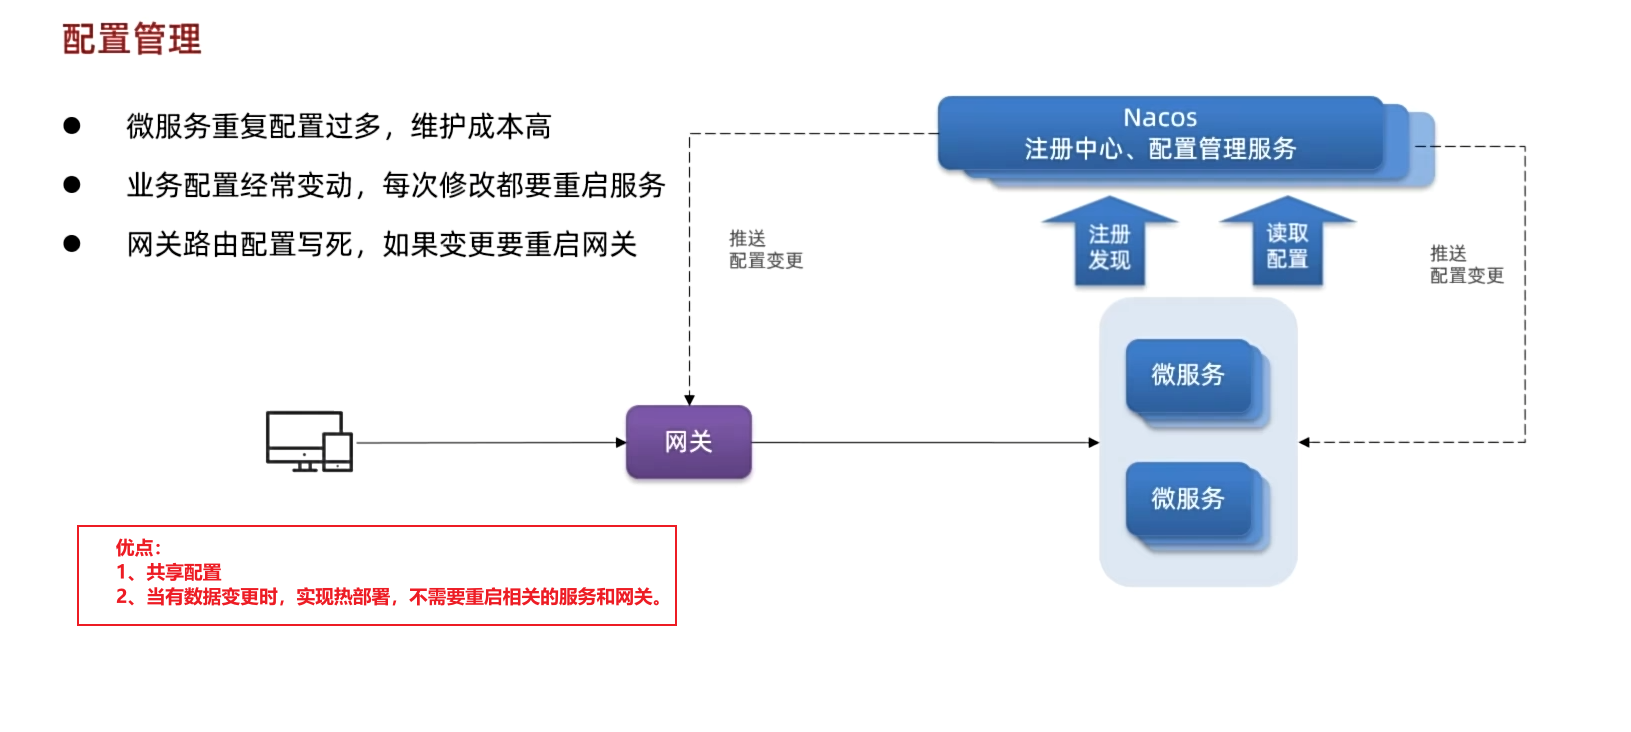 配置管理
微服务重复配置过多，维护成本高
业务配置经常变动，每次修改都要重启服务
网关路由配置写死，如果变更要重启网关
Nacos
注册中心、配置管理服务
推送
配置变更
注册
发现
读取
配置
推送
配置变更
微服务
网关
微服务
优点：
1、共享配置
2、当有数据变更时，实现热部署，不需要重启相关的服务和网关。